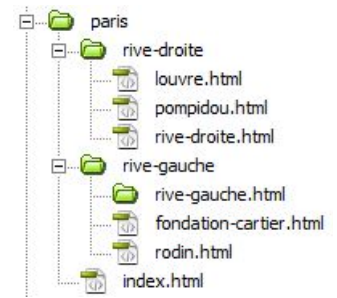 paris
rive-droite
louvre.html
pompidou.html
rive-droite.html
rive-gauche
rive-gauche.html
fondation-cartier.html
rodin.html
index.html